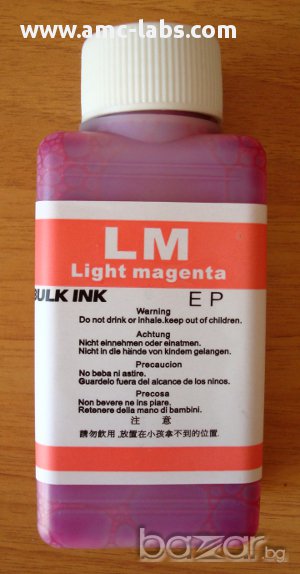 www.amc-labs.com
LM
Light magenta
BULK INK EP
Warning
Do not drink or inhale.keep out of children.
Achtung
Nicht einnehmen oder einatmen.
Nicht in die hände von kindem gelangen.
Precaucion
No beba ni astire.
Guardelo fuera del alcance de los ninos.
Precosa
Non bevere ne ins plare.
Retenere della mano di bambini.
注 意
請勿飲用,放置在小孩拿不到的位置.
bazar.bg